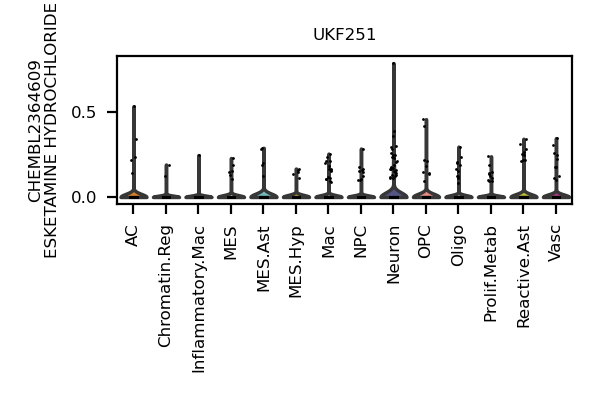 UKF251
CHEMBL2364609
ESKETAMINE HYDROCHLORIDE
0.5
0.0
AC
Chromatin.Reg
Inflammatory.Mac
MES
MES.Ast
MES.Hyp
Mac
NPC
Neuron
OPC
Oligo
Prolif.Metab
Reactive.Ast
Vasc